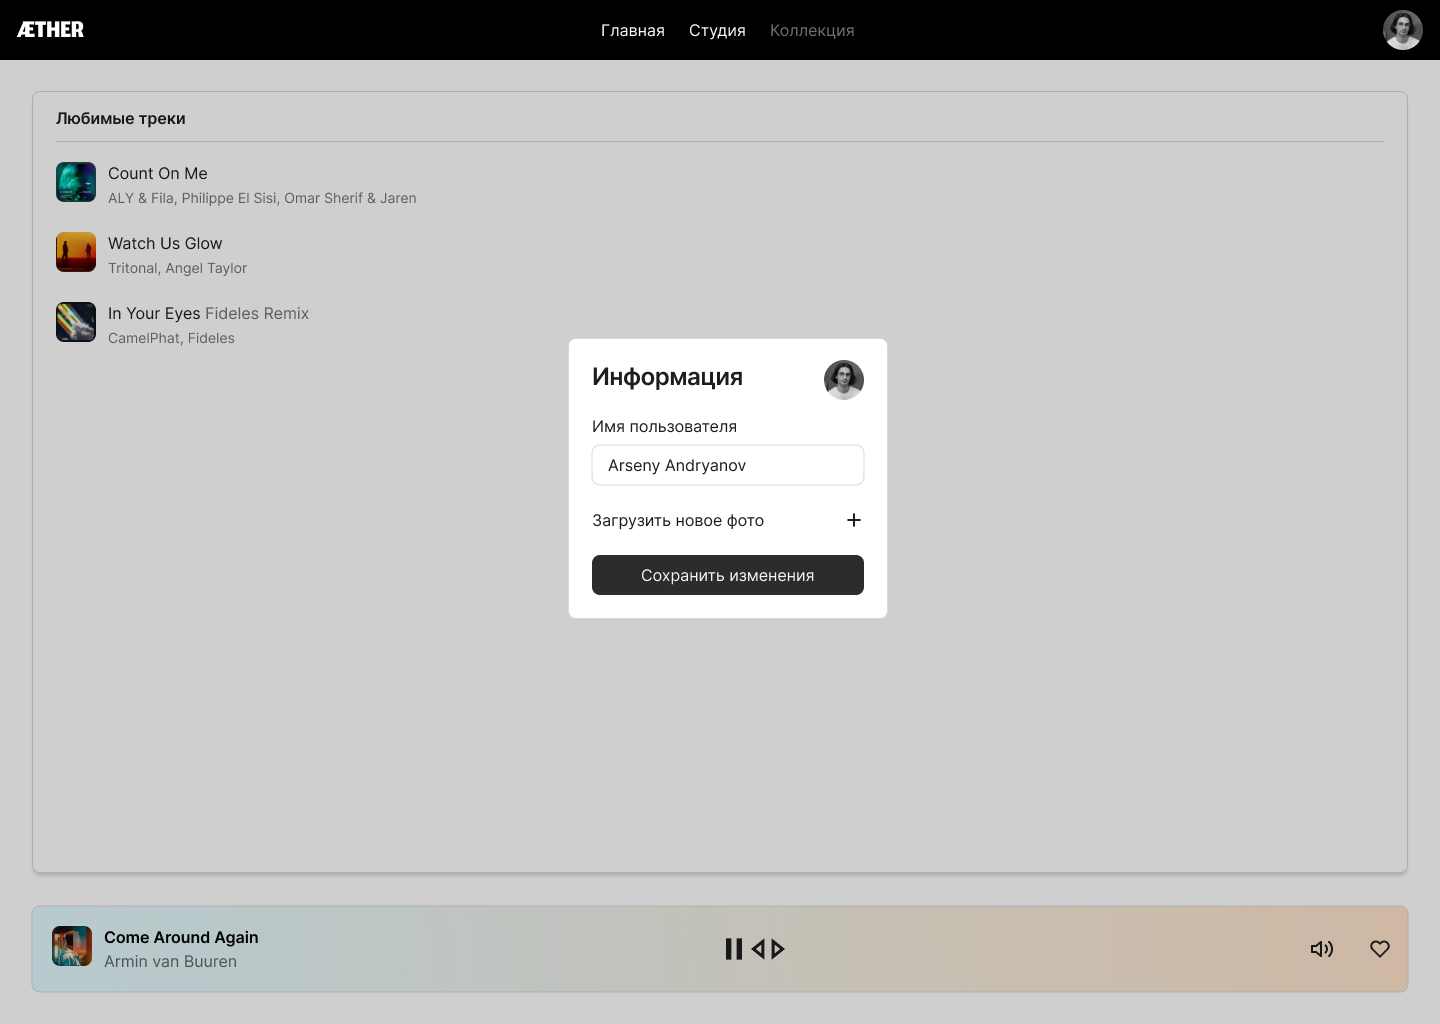 ÆTHER
Главная Студия Коллекция
Любимые треки
Count On Me
ALY & Fila, Philippe El Sisi, Omar Sherif & Jaren
Watch Us Glow
Tritonal, Angel Taylor
In Your Eyes Fideles Remix
CamelPhat, Fideles
Информация
Имя пользователя
Arseny Andryanov
Загрузить новое фото
Сохранить изменения
Come Around Again
Armin van Buuren